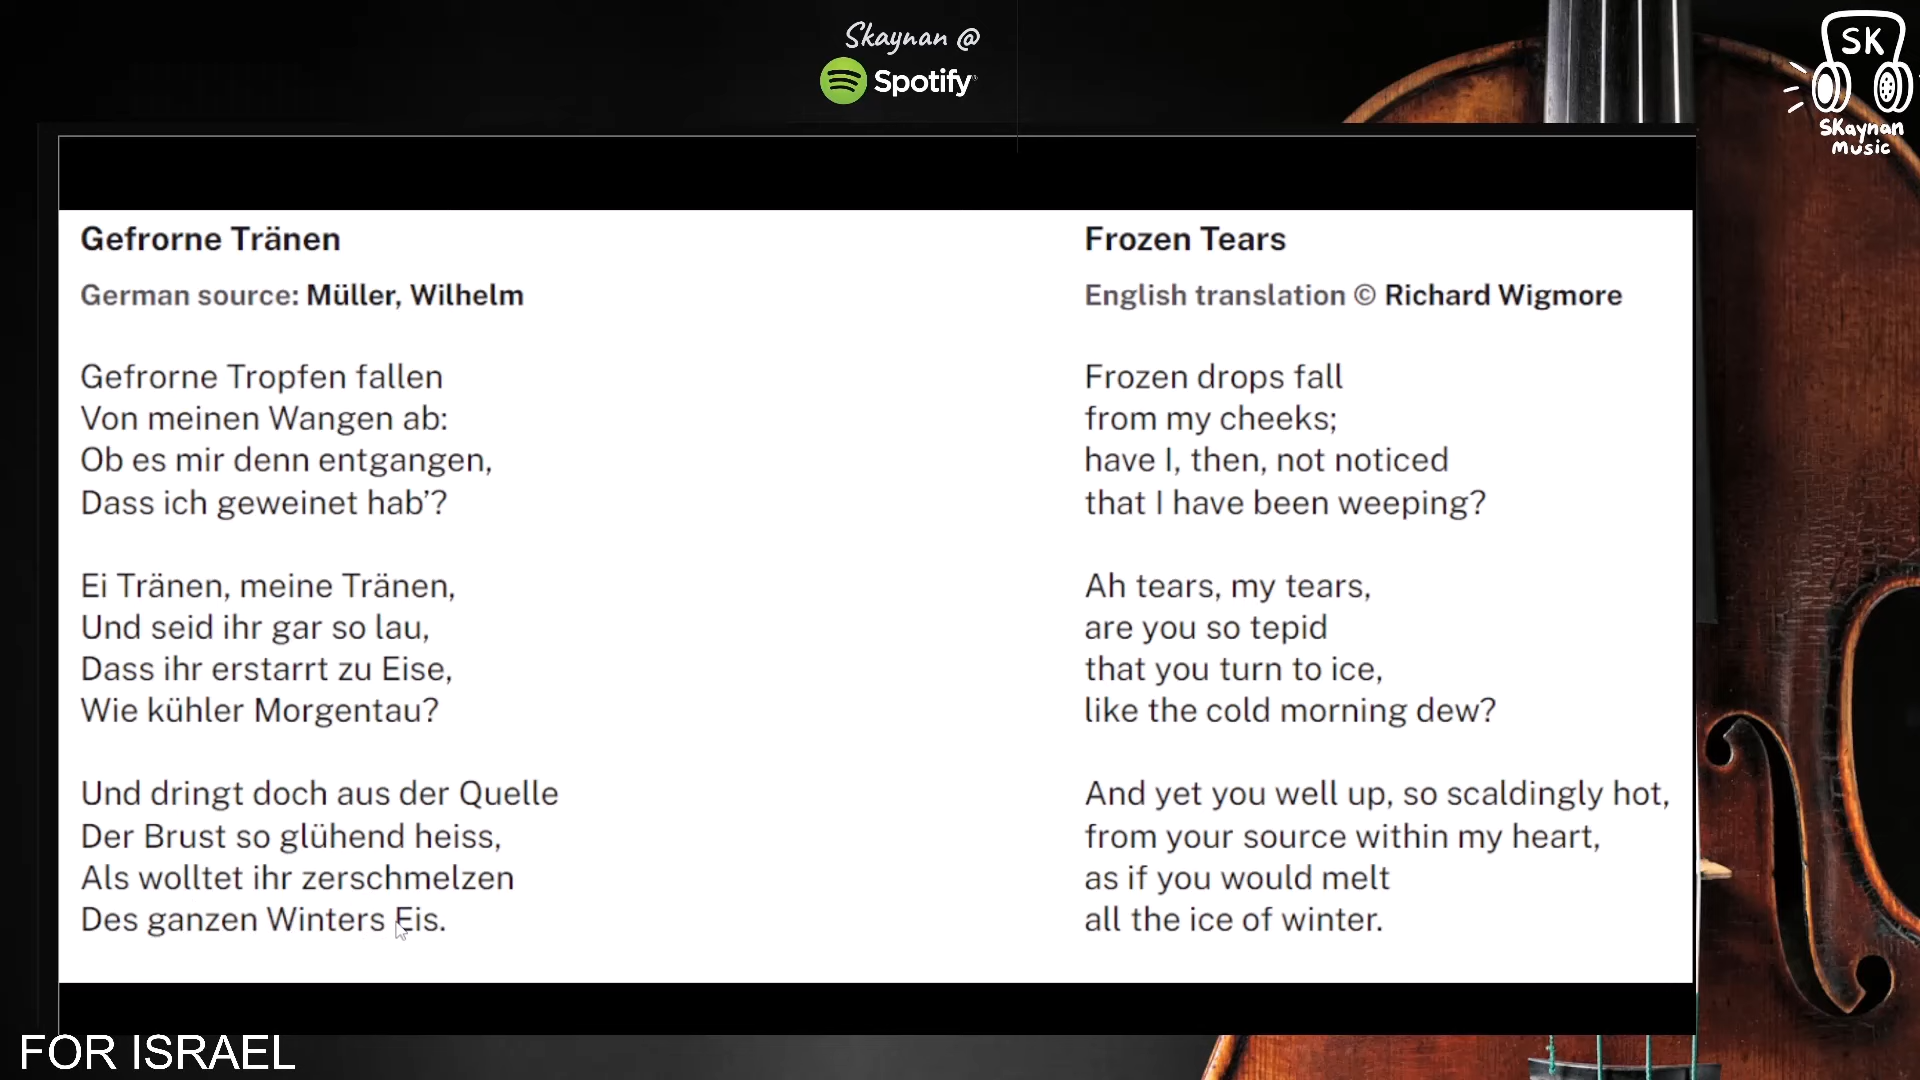 Skaynan @
Spotify
SK
SKaynan
Music
Gefrorne Tränen
German source: Müller, Wilhelm
Gefrorne Tropfen fallen
Von meinen Wangen ab:
Ob es mir denn entgangen,
Dass ich geweinet hab’?
Ei Tränen, meine Tränen,
Und seid ihr gar so lau,
Dass ihr erstarrt zu Eise,
Wie kühler Morgentau?
Und dringt doch aus der Quelle
Der Brust so glühend heiss,
Als wolltet ihr zerschmelzen
Des ganzen Winters Eis.
Frozen Tears
English translation © Richard Wigmore
Frozen drops fall
from my cheeks;
have I, then, not noticed
that I have been weeping?
Ah tears, my tears,
are you so tepid
that you turn to ice,
like the cold morning dew?
And yet you well up, so scaldingly hot,
from your source within my heart,
as if you would melt
all the ice of winter.
FOR ISRAEL